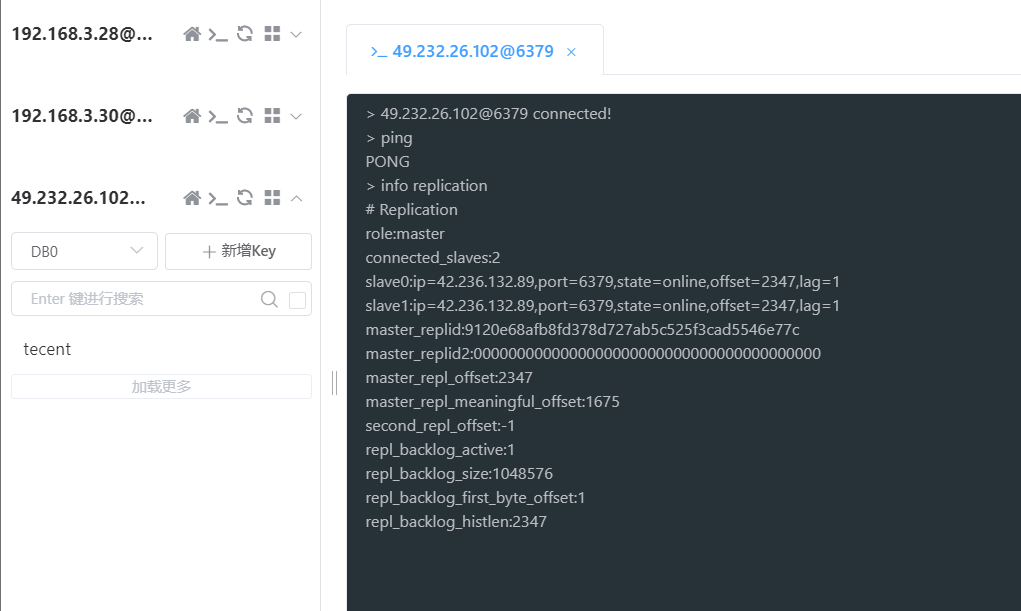 192.168.3.28@...
192.168.3.30@...
49.232.26.102...
DB0
新增Key
Enter 键进行搜索
tecent
加载更多
>_ 49.232.26.102@6379 ×
> 49.232.26.102@6379 connected!
> ping
PONG
> info replication
# Replication
role:master
connected_slaves:2
slave0:ip=42.236.132.89,port=6379,state=online,offset=2347,lag=1
slave1:ip=42.236.132.89,port=6379,state=online,offset=2347,lag=1
master_replid:9120e68afb8fd378d727ab5c525f3cad5546e77c
master_replid2:0000000000000000000000000000000000000000
master_repl_offset:2347
master_repl_meaningful_offset:1675
second_repl_offset:-1
repl_backlog_active:1
repl_backlog_size:1048576
repl_backlog_first_byte_offset:1
repl_backlog_histlen:2347